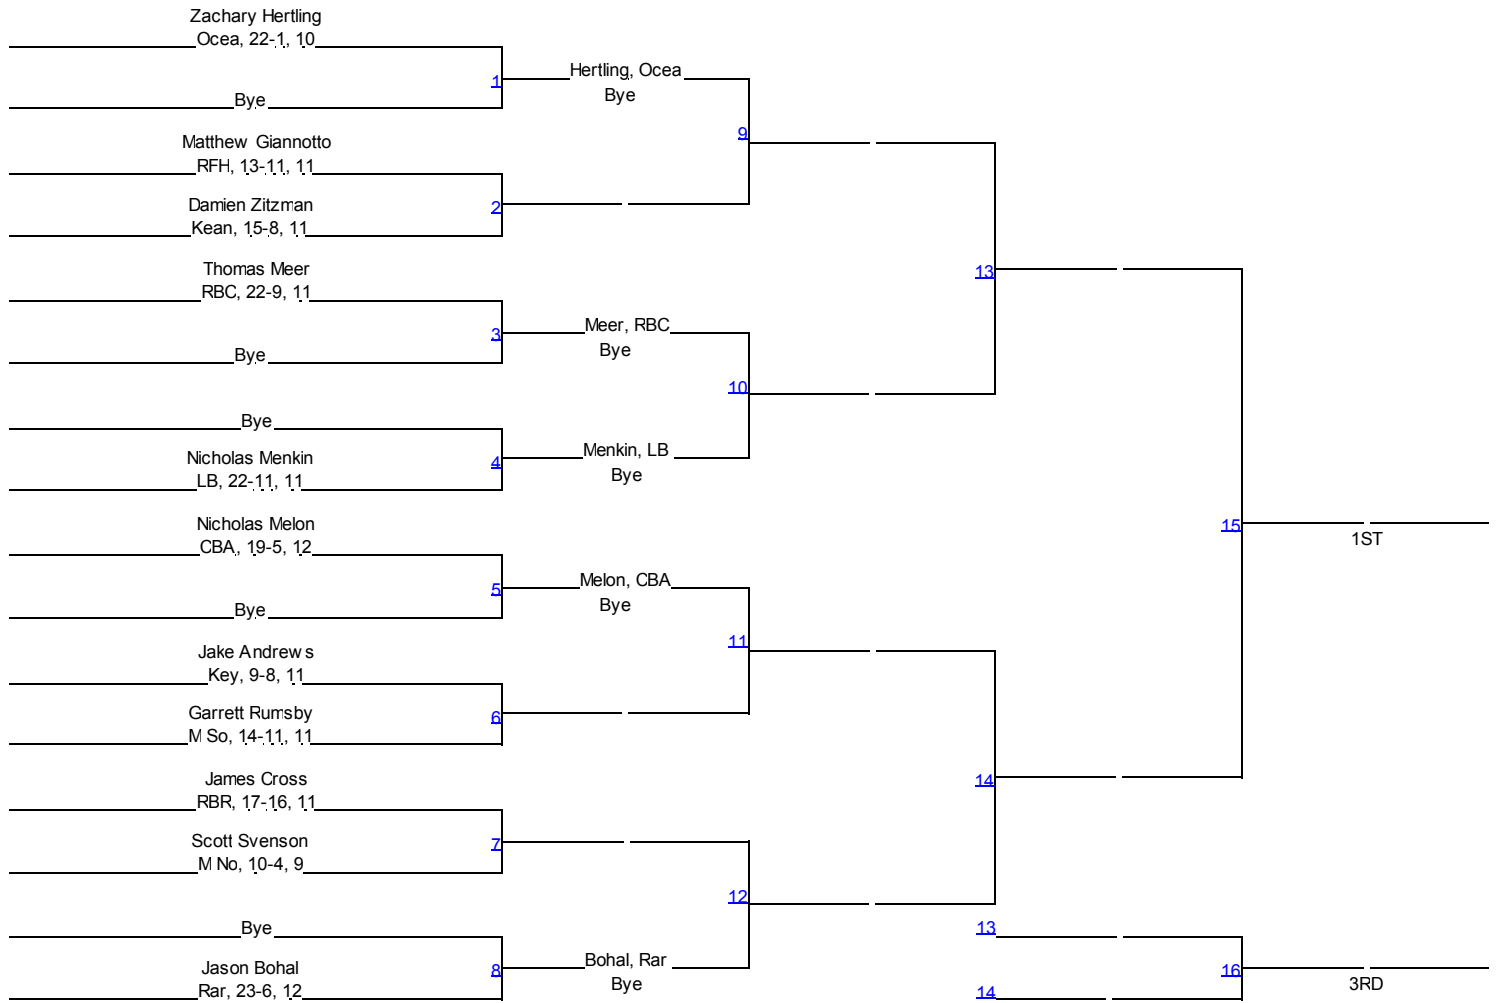 Zachary Hertling
Ocea, 22-1, 10
1
Hertling, Ocea
Bye
Bye
9
Matthew Giannotto
RFH, 13-11, 11
2
Damien Zitzman
Kean, 15-8, 11
13
Thomas Meer
RBC, 22-9, 11
3
Meer, RBC
Bye
Bye
10
Bye
4
Menkin, LB
Bye
Nicholas Menkin
LB, 22-11, 11
15
1ST
Nicholas Melon
CBA, 19-5, 12
5
Melon, CBA
Bye
Bye
11
Jake Andrews
Key, 9-8, 11
6
Garrett Rumsby
M So, 14-11, 11
14
James Cross
RBR, 17-16, 11
7
Scott Svenson
M No, 10-4, 9
12
Bye
13
8
Bohal, Rar
Bye
Jason Bohal
Rar, 23-6, 12
16
3RD
14